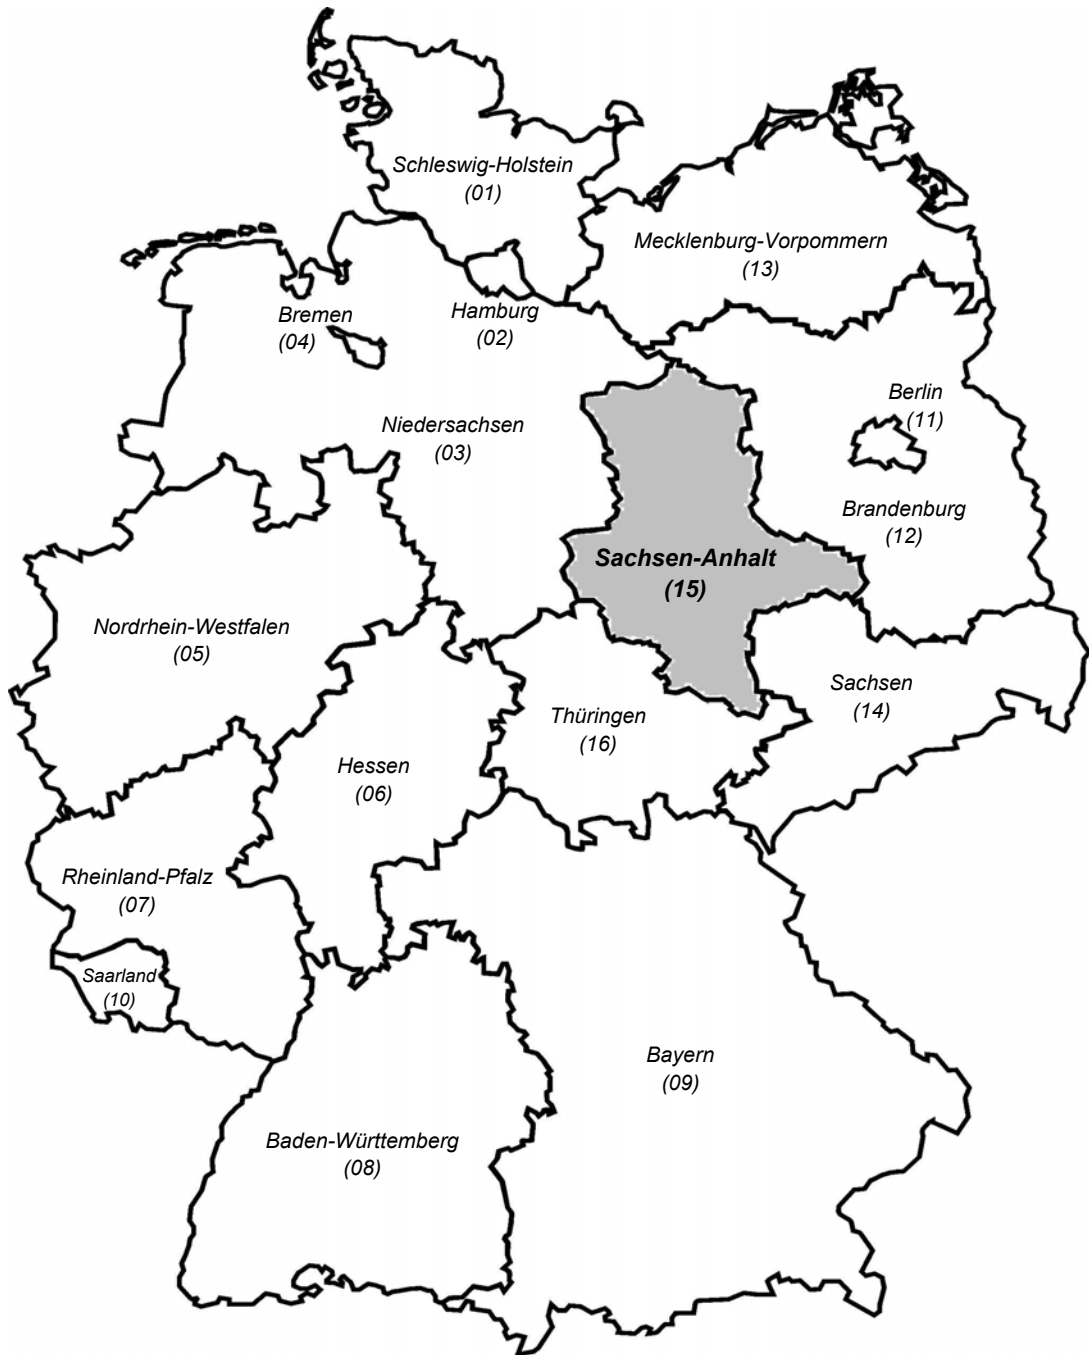 Schleswig-Holstein
(01)
Mecklenburg-Vorpommern
(13)
Bremen
(04)
Hamburg
(02)
Berlin
(11)
Niedersachsen
(03)
Brandenburg
(12)
Sachsen-Anhalt
(15)
Nordrhein-Westfalen
(05)
Sachsen
(14)
Thüringen
(16)
Hessen
(06)
Rheinland-Pfalz
(07)
Saarland
(10)
Bayern
(09)
Baden-Württemberg
(08)